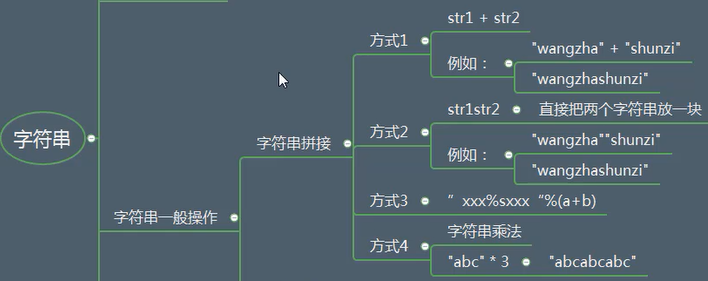 字符串
字符串一般操作
字符串拼接
方式1
str1 + str2
例如：
"wangzha" + "shunzi"
"wangzhashunzi"
方式2
str1str2
直接把两个字符串放一块
例如：
"wangzha""shunzi"
"wangzhashunzi"
方式3
”xxx%sxxx“%(a+b)
方式4
字符串乘法
"abc" * 3
"abcabcabc"